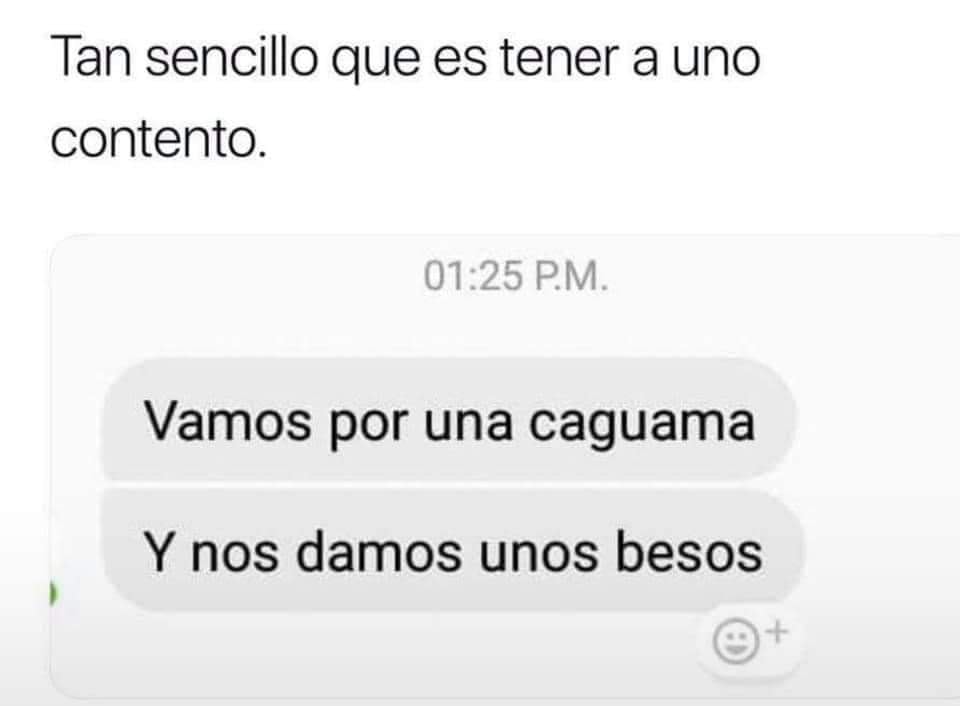 Tan sencillo que es tener a uno
contento.
01:25 P.M.
Vamos por una caguama
Y nos damos unos besos